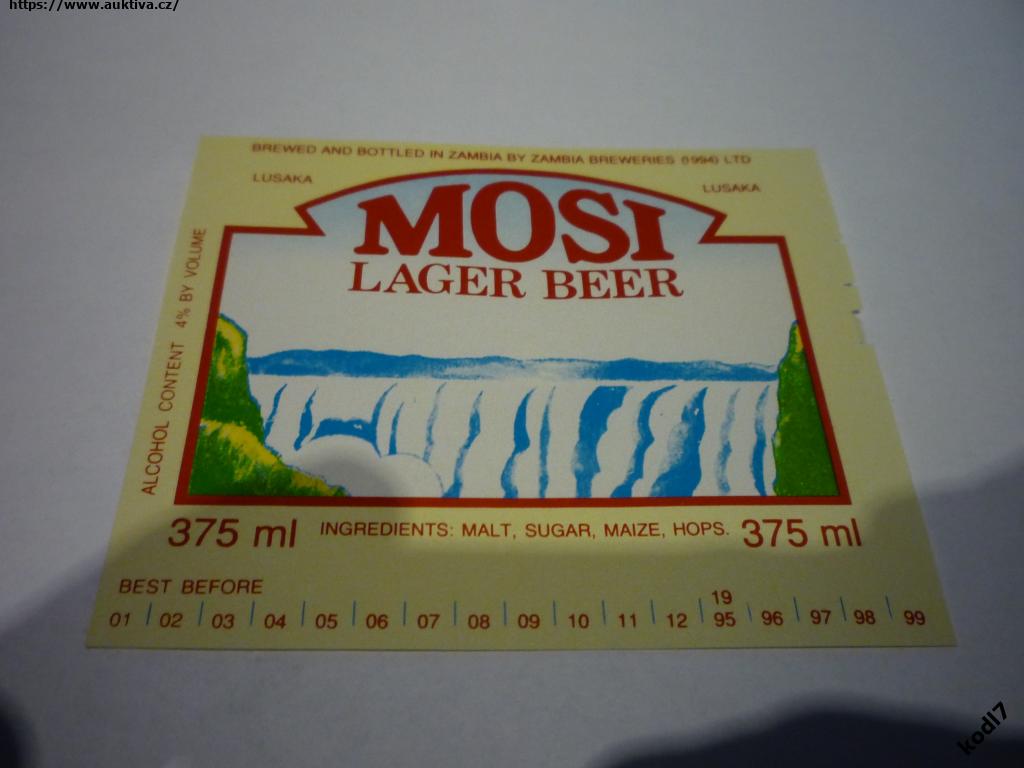 https://www.auktiva.cz/
BREWED AND BOTTLED IN ZAMBIA BY ZAMBIA BREWERIES (1994) LTD
LUSAKA LUSAKA
MOSI
LAGER BEER
ALCOHOL CONTENT 4% BY VOLUME
375 ml INGREDIENTS: MALT, SUGAR, MAIZE, HOPS. 375 ml
BEST BEFORE
19
01 | 02 | 03 | 04 | 05 | 06 | 07 | 08 | 09 | 10 | 11 | 12 | 95 | 96 | 97 | 98 | 99
kodl7